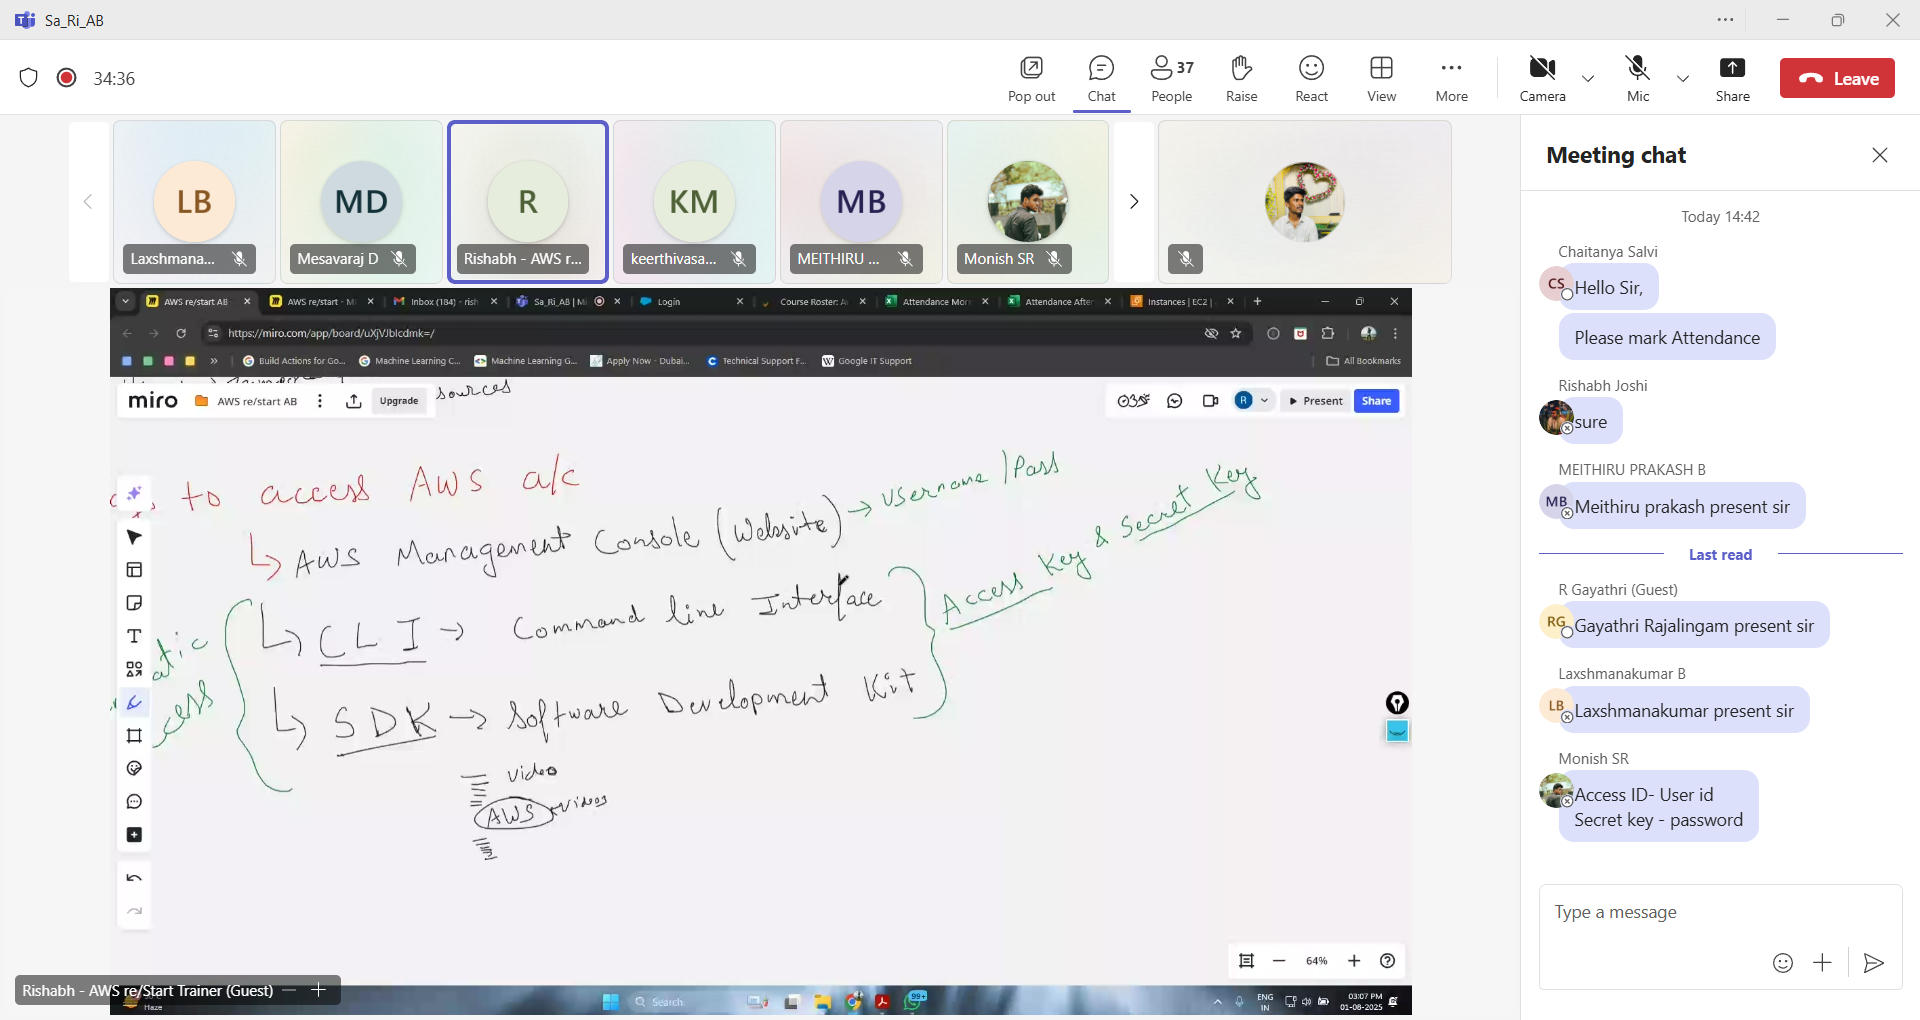 Sa_Ri_AB
34:36
Pop out
Chat
37
People
Raise
React
View
More
Camera
Mic
Share
Leave
LB
Laxshmana...
MD
Mesavaraj D
R
Rishabh - AWS r...
KM
keerthivasa...
MB
MEITHIRU ...
Monish SR
AWS re/start AB
AWS re/start - M
Inbox (184) - rish
Sa_Ri_AB | Mi
Login
Course Roster: A
Attendance Mor
Attendance After
Instances | EC2 |
https://miro.com/app/board/uXjVJblcdmk=/
Build Actions for Go...
Machine Learning C...
Machine Learning G...
Apply Now - Dubai...
Technical Support F...
Google IT Support
All Bookmarks
miro
AWS re/start AB
Upgrade
sources
R
Present
Share
to access AWS a/c
AWS Management Console (Website) → Username/Pass
CLI → Command line Interface
Access Key & Secret Key
SDK → Software Development Kit
video
AWS
videos
64%
Rishabh - AWS re/Start Trainer (Guest)
Haze
Search
99+
ENG
IN
03:07 PM
01-08-2025
Meeting chat
Today 14:42
Chaitanya Salvi
CS
Hello Sir,
Please mark Attendance
Rishabh Joshi
sure
MEITHIRU PRAKASH B
MB
Meithiru prakash present sir
Last read
R Gayathri (Guest)
RG
Gayathri Rajalingam present sir
Laxshmanakumar B
LB
Laxshmanakumar present sir
Monish SR
Access ID- User id
Secret key - password
Type a message